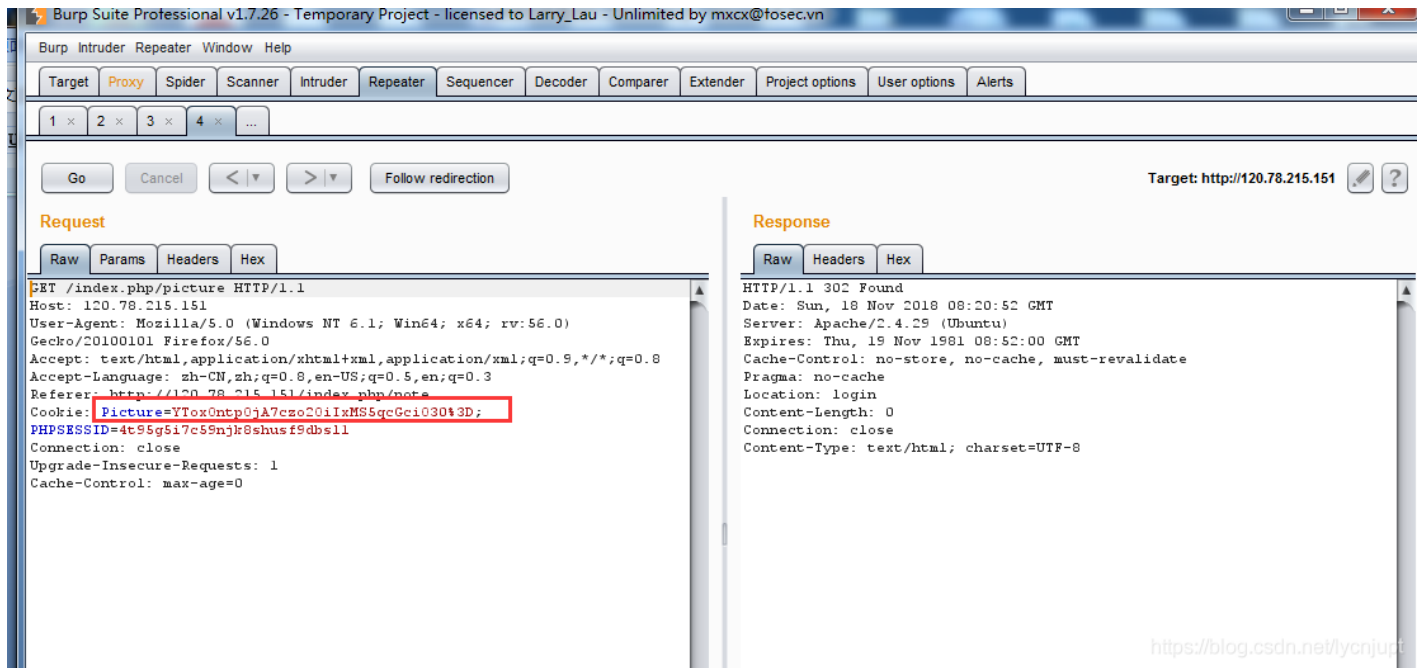 Burp Suite Professional v1.7.26 - Temporary Project - licensed to Larry_Lau - Unlimited by mxcx@fosec.vn
Burp Intruder Repeater Window Help
Target Proxy Spider Scanner Intruder Repeater Sequencer Decoder Comparer Extender Project options User options Alerts
1 × 2 × 3 × 4 × ...
Go Cancel < |▼ > |▼ Follow redirection Target: http://120.78.215.151 ?
Request
Raw Params Headers Hex
GET /index.php/picture HTTP/1.1
Host: 120.78.215.151
User-Agent: Mozilla/5.0 (Windows NT 6.1; Win64; x64; rv:56.0)
Gecko/20100101 Firefox/56.0
Accept: text/html,application/xhtml+xml,application/xml;q=0.9,*/*;q=0.8
Accept-Language: zh-CN,zh;q=0.8,en-US;q=0.5,en;q=0.3
Referer: http://120.78.215.151/index.php/note
Cookie: Picture=YTox0ntp0jA7czo20iIxMS5qcGci030%3D;
PHPSESSID=4t95g5i7c59njk8shusf9dbsll
Connection: close
Upgrade-Insecure-Requests: 1
Cache-Control: max-age=0
Response
Raw Headers Hex
HTTP/1.1 302 Found
Date: Sun, 18 Nov 2018 08:20:52 GMT
Server: Apache/2.4.29 (Ubuntu)
Expires: Thu, 19 Nov 1981 08:52:00 GMT
Cache-Control: no-store, no-cache, must-revalidate
Pragma: no-cache
Location: login
Content-Length: 0
Connection: close
Content-Type: text/html; charset=UTF-8
https://blog.csdn.net/lycnjupt